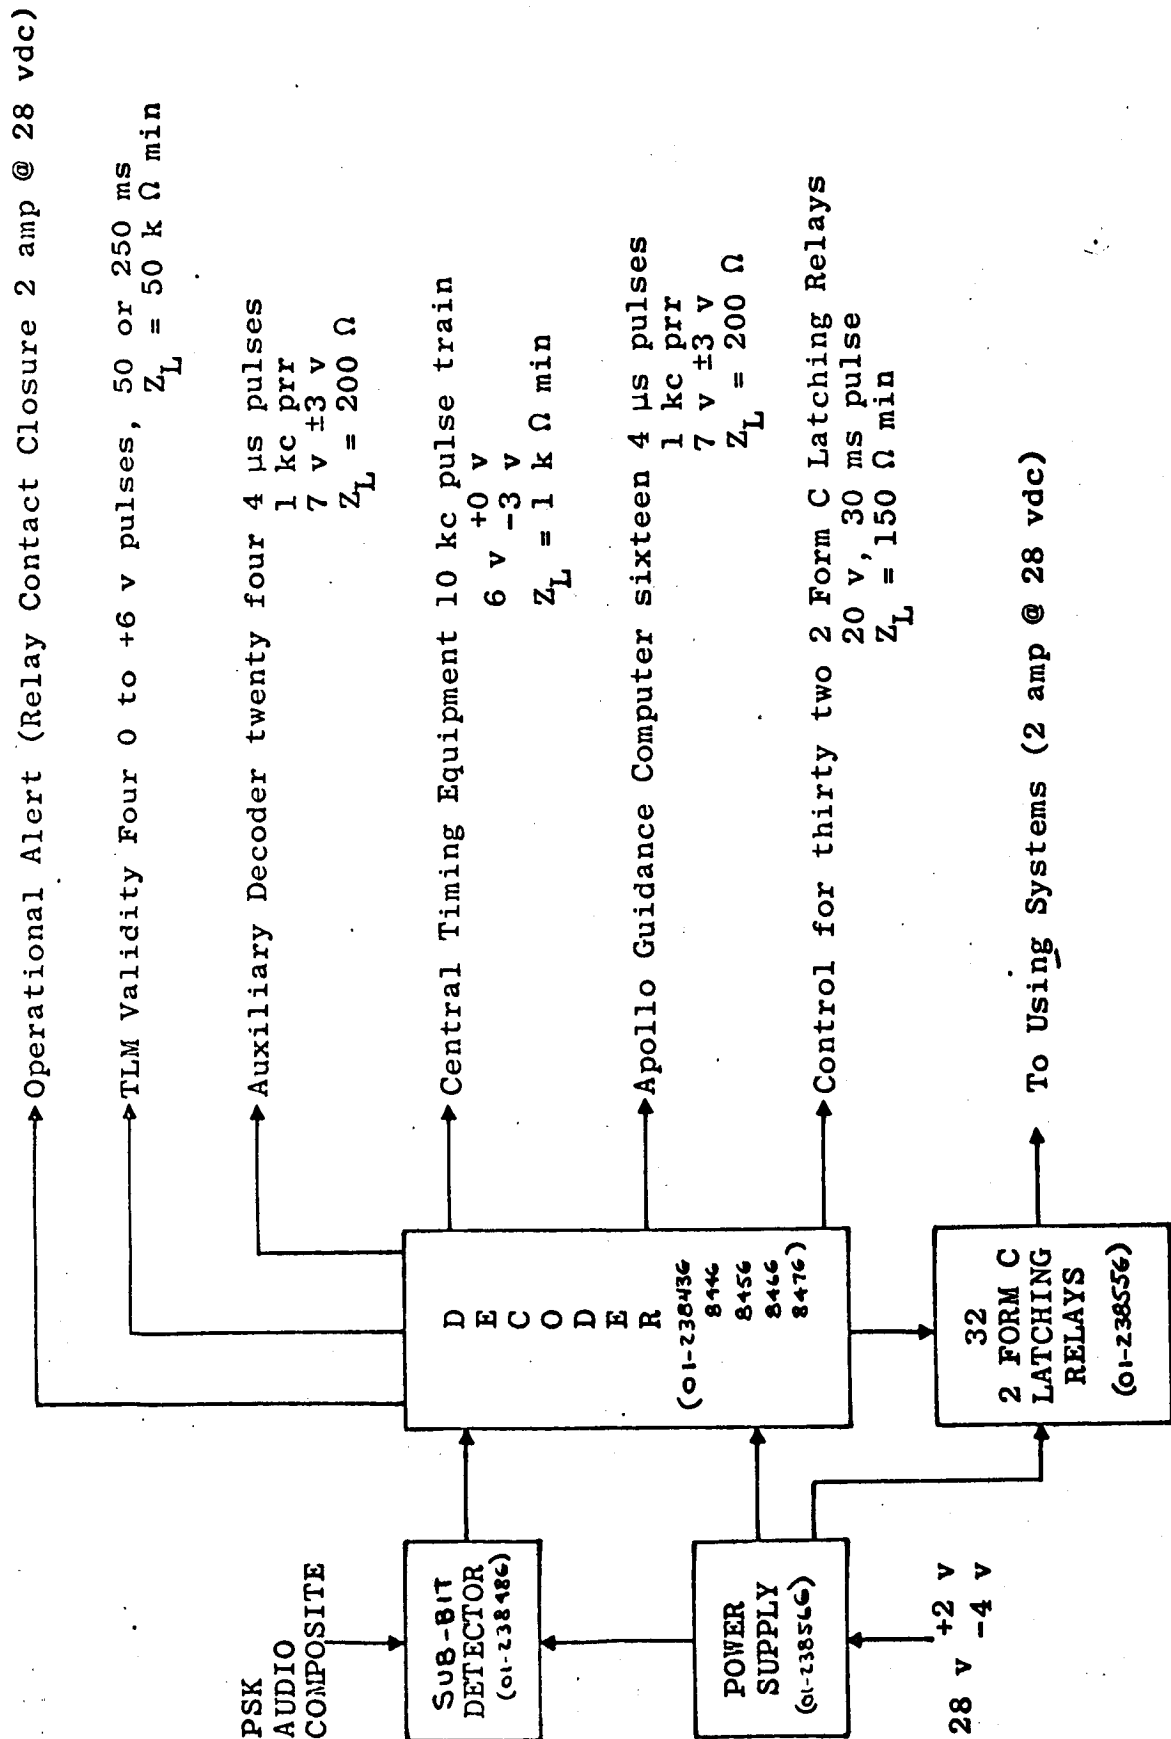 Operational Alert (Relay Contact Closure 2 amp @ 28 vdc)
TLM Validity Four 0 to +6 v pulses, 50 or 250 ms
Z_L = 50 k Ω min
Auxiliary Decoder twenty four 4 μs pulses
1 kc prr
7 v ±3 v
Z_L = 200 Ω
Central Timing Equipment 10 kc pulse train
6 v +0 v
-3 v
Z_L = 1 k Ω min
Apollo Guidance Computer sixteen 4 μs pulses
1 kc prr
7 v ±3 v
Z_L = 200 Ω
Control for thirty two 2 Form C Latching Relays
20 v, 30 ms pulse
Z_L = 150 Ω min
To Using Systems (2 amp @ 28 vdc)
DECODER
(01-238436
8446
8456
8466
8476)
32
2 FORM C
LATCHING
RELAYS
(01-238556)
PSK
AUDIO
COMPOSITE
SUB-BIT
DETECTOR
(01-238486)
POWER
SUPPLY
(01-238566)
28 v +2 v
-4 v